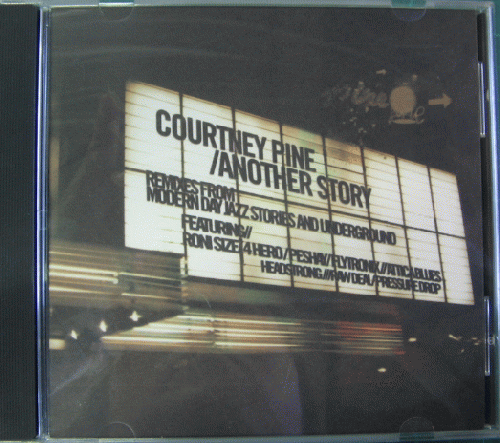 COURTNEY PINE
/ANOTHER STORY
REMIXES FROM
MODERN DAY JAZZ STORIES AND UNDERGROUND
FEATURING//
RONI SIZE/4 HERO/PESHAY/FLYTRONIX//ATTICA BLUES
HEADSTRONG///RAW DEAL/PRESSURE DROP